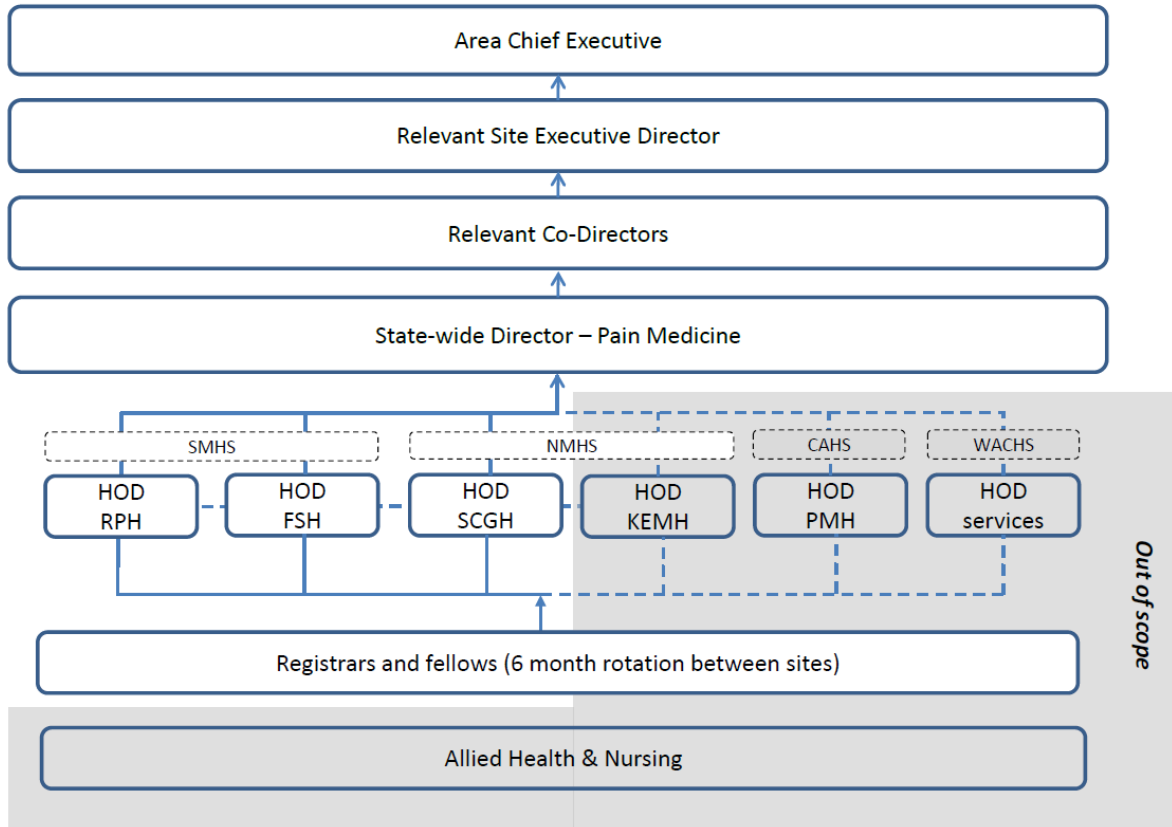 Area Chief Executive
Relevant Site Executive Director
Relevant Co-Directors
State-wide Director – Pain Medicine
SMHS
NMHS
CAHS
WACHS
HOD
RPH
HOD
FSH
HOD
SCGH
HOD
KEMH
HOD
PMH
HOD
services
Out of scope
Registrars and fellows (6 month rotation between sites)
Allied Health & Nursing